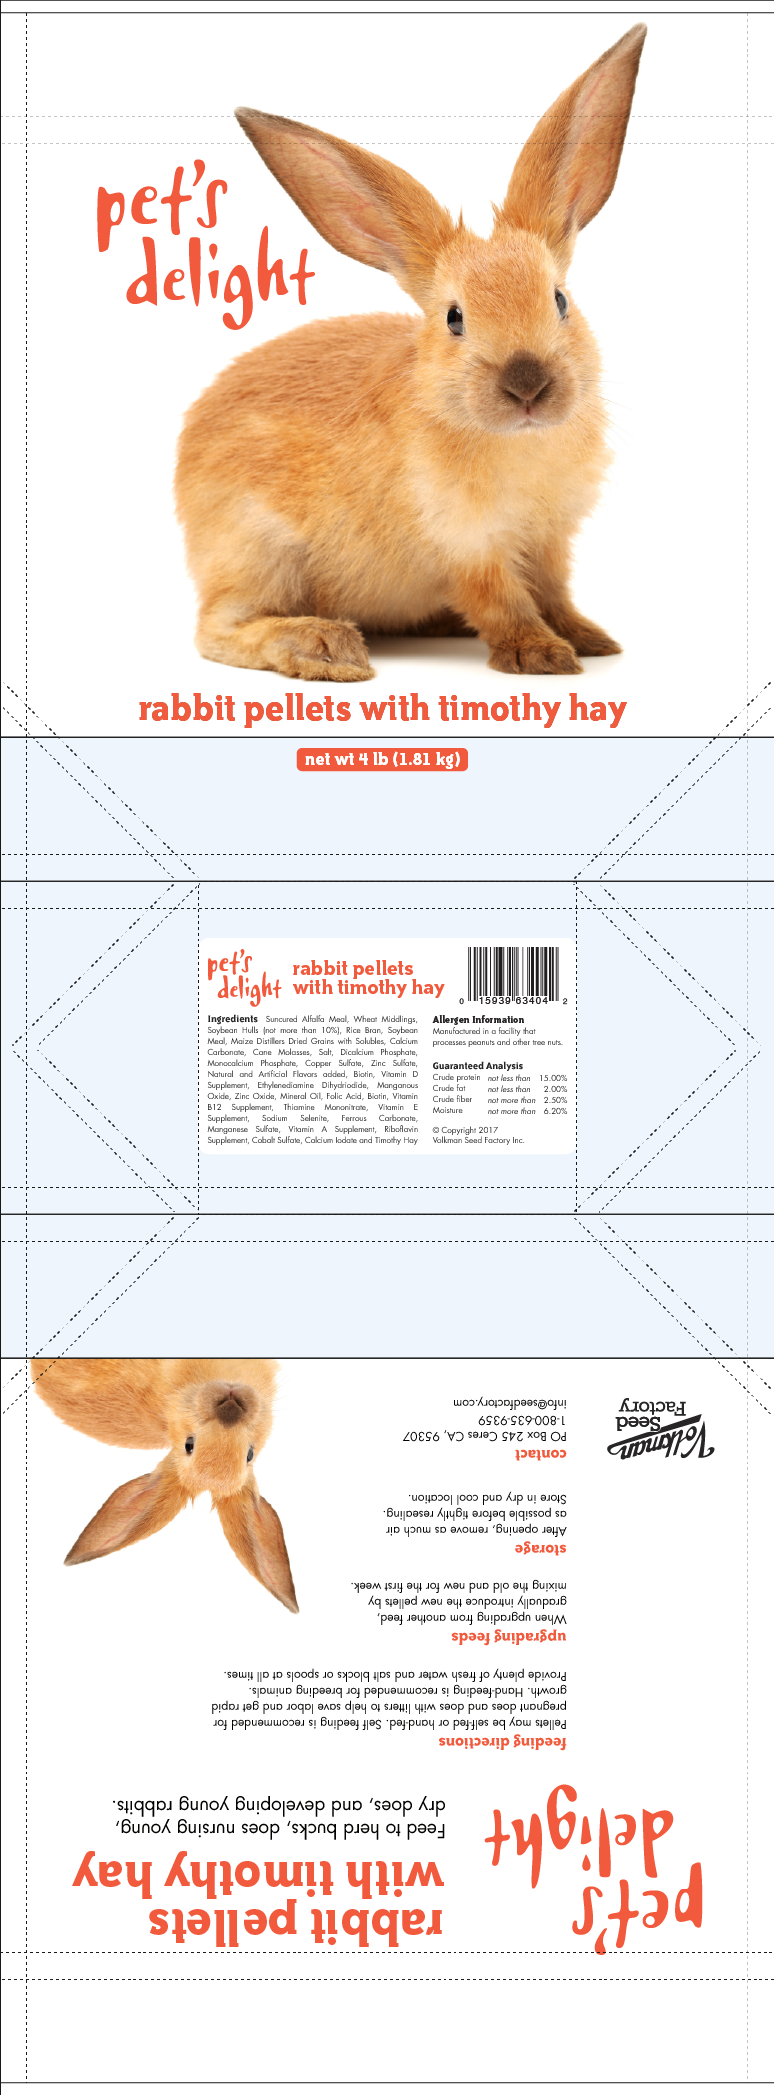 pet's
delight
rabbit pellets with timothy hay
net wt 4 lb (1.81 kg)
pet's
delight
rabbit pellets
with timothy hay
0 15939 63404 2
Ingredients Suncured Alfalfa Meal, Wheat Middlings,
Soybean Hulls (not more than 10%), Rice Bran, Soybean
Meal, Maize Distillers Dried Grains with Solubles, Calcium
Carbonate, Cane Molasses, Salt, Dicalcium Phosphate,
Monocalcium Phosphate, Copper Sulfate, Zinc Sulfate,
Natural and Artificial Flavors added, Biotin, Vitamin D
Supplement, Ethylenediamine Dihydriodide, Manganous
Oxide, Zinc Oxide, Mineral Oil, Folic Acid, Biotin, Vitamin
B12 Supplement, Thiamine Mononitrate, Vitamin E
Supplement, Sodium Selenite, Ferrous Carbonate,
Manganese Sulfate, Vitamin A Supplement, Riboflavin
Supplement, Cobalt Sulfate, Calcium Iodate and Timothy Hay
Allergen Information
Manufactured in a facility that
processes peanuts and other tree nuts.
Guaranteed Analysis
Crude protein not less than 15.00%
Crude fat not less than 2.00%
Crude fiber not more than 2.50%
Moisture not more than 6.20%
© Copyright 2017
Volkman Seed Factory Inc.
pet's
delight
rabbit pellets
with timothy hay
Feed to herd bucks, does nursing young,
dry does, and developing young rabbits.
feeding directions
Pellets may be self-fed or hand-fed. Self feeding is recommended for
pregnant does and does with litters to help save labor and get rapid
growth. Hand-feeding is recommended for breeding animals.
Provide plenty of fresh water and salt blocks or spools at all times.
upgrading feeds
When upgrading from another feed,
gradually introduce the new pellets by
mixing the old and new for the first week.
storage
After opening, remove as much air
as possible before tightly resealing.
Store in dry and cool location.
contact
PO Box 245 Ceres CA, 95307
1-800-635-9359
info@seedfactory.com
Volkman
Seed
Factory